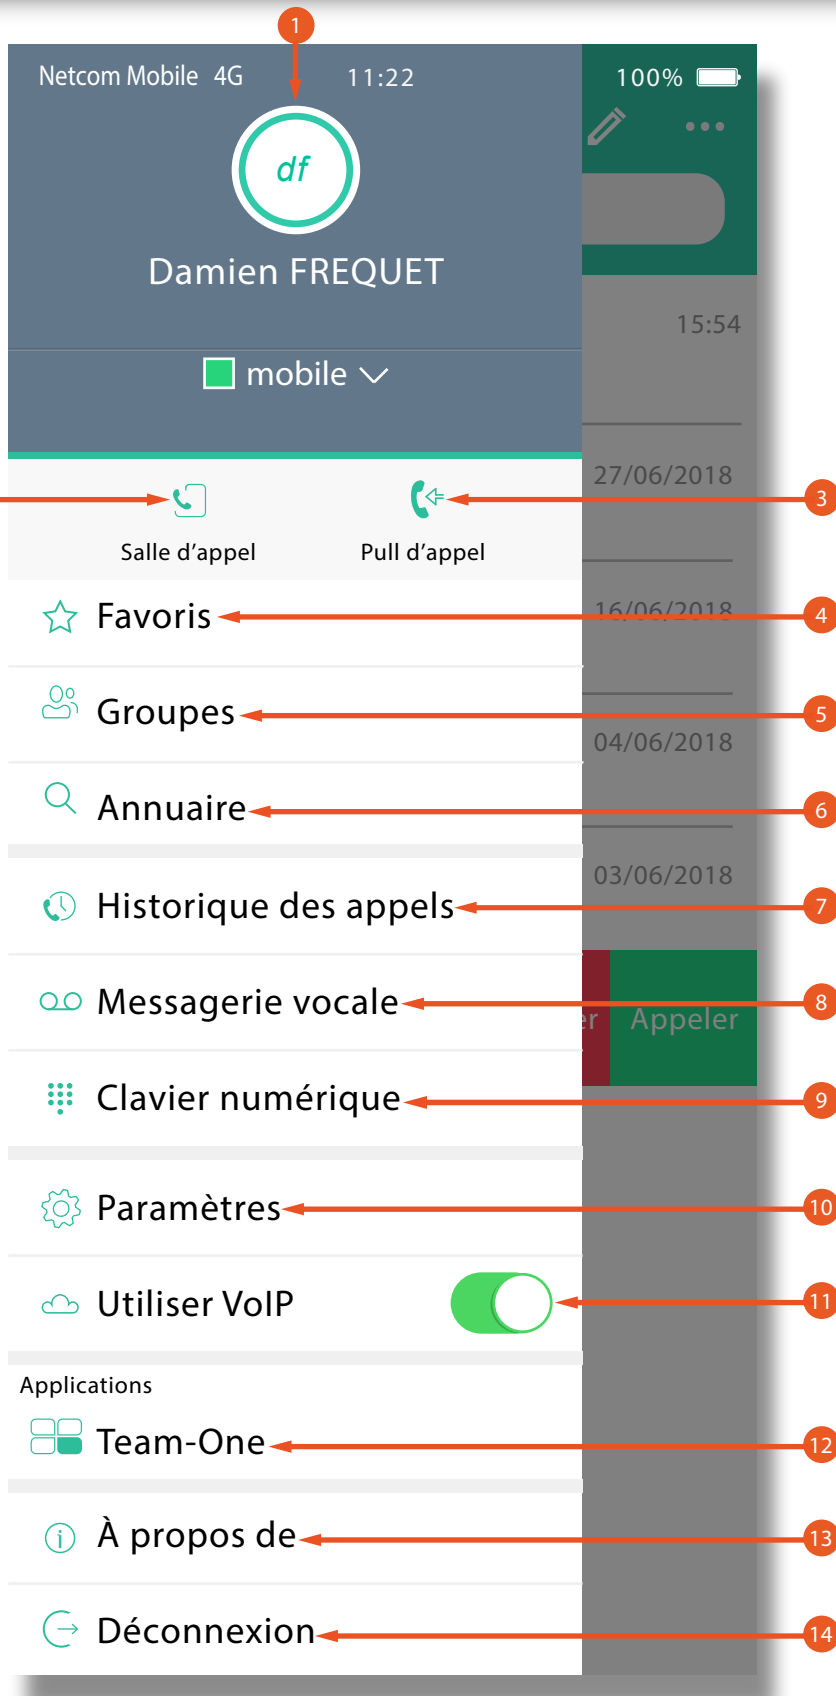 1
Netcom Mobile 4G 11:22 100%
df
Damien FREQUET
15:54
mobile
27/06/2018
3
Salle d’appel Pull d’appel
Favoris 16/06/2018 4
Groupes 5
04/06/2018
Annuaire 6
03/06/2018
Historique des appels 7
Messagerie vocale 8
er Appeler
Clavier numérique 9
Paramètres 10
Utiliser VoIP 11
Applications
Team-One 12
À propos de 13
Déconnexion 14